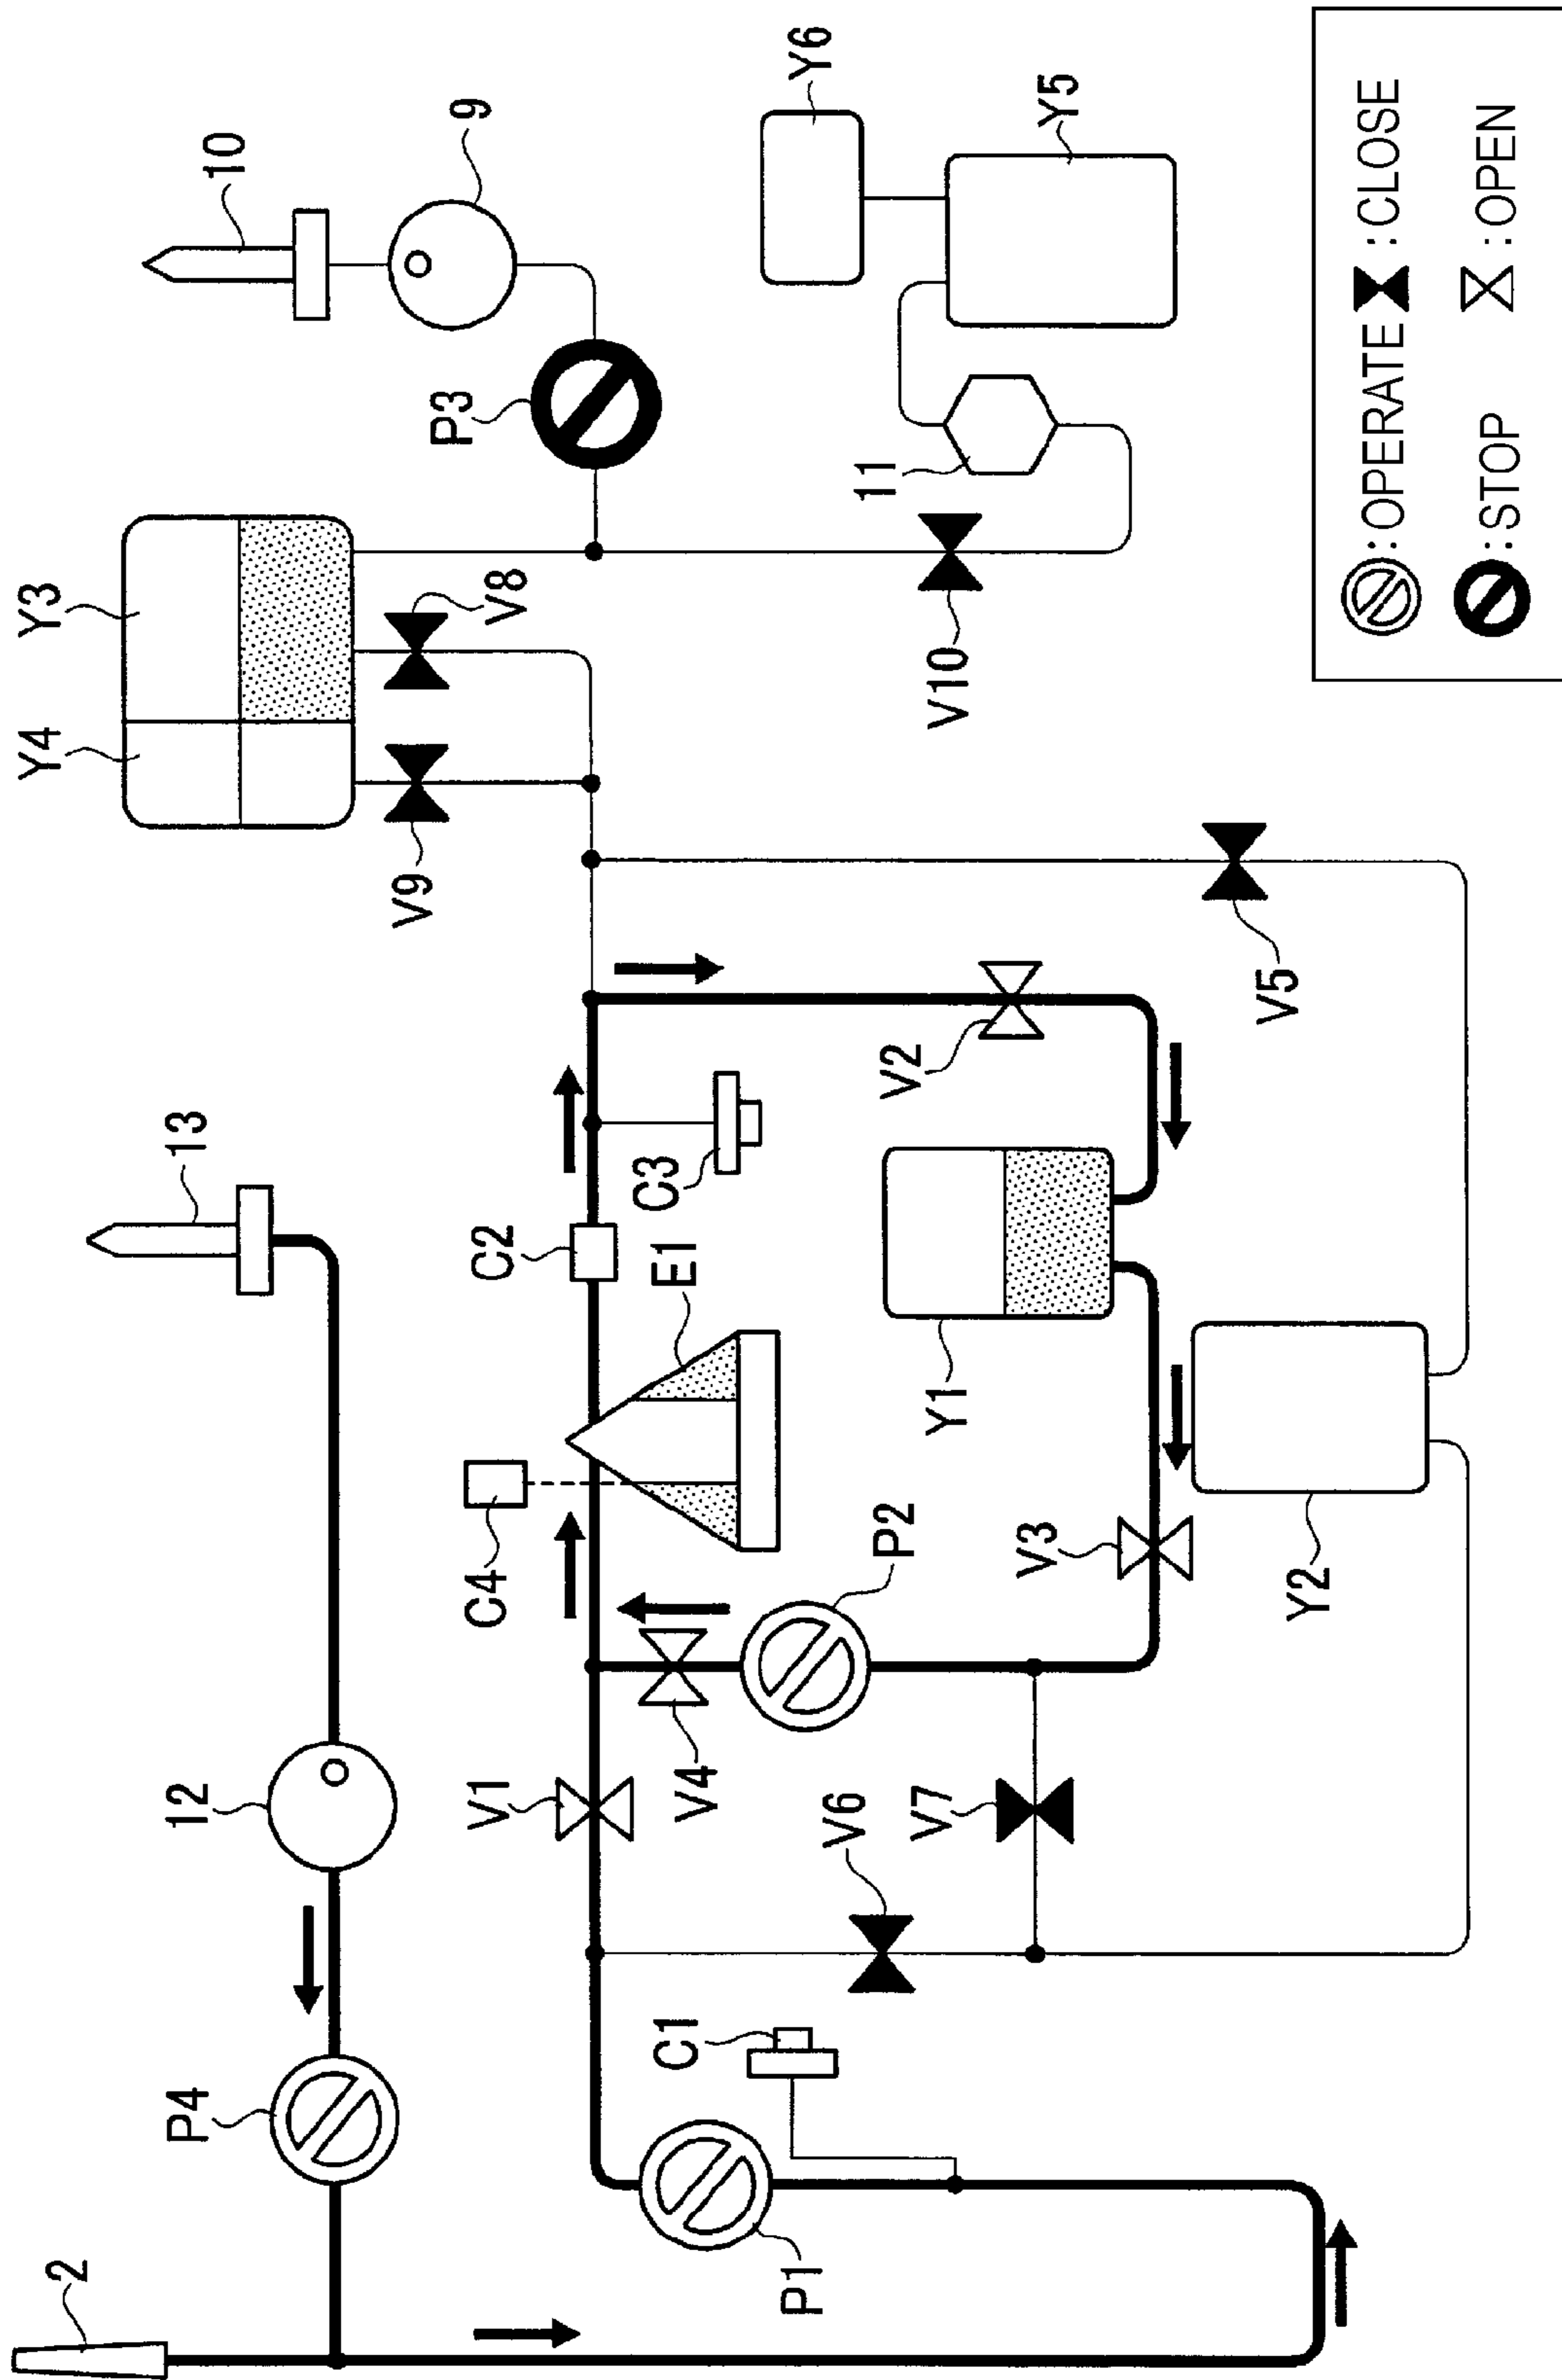 2
P4
12
13
P1
C1
V1
V4
V6
V7
C4
P2
C2
E1
C3
V3
Y1
Y2
V2
V5
Y4
Y3
V9
V8
V10
P3
10
9
11
Y6
Y5
:OPERATE :CLOSE
:STOP :OPEN